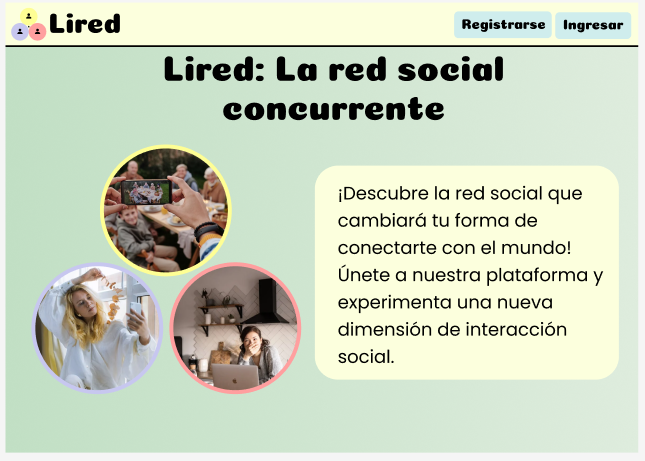 Lired
Registrarse
Ingresar
Lired: La red social
concurrente
¡Descubre la red social que
cambiará tu forma de
conectarte con el mundo!
Únete a nuestra plataforma y
experimenta una nueva
dimensión de interacción
social.